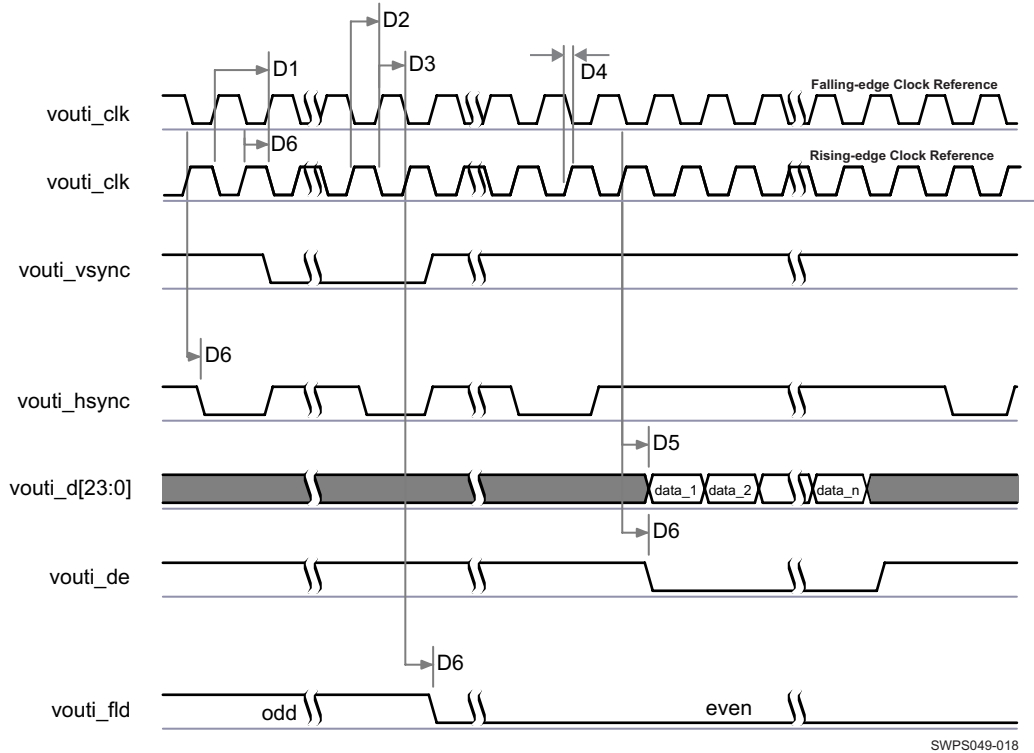 D2
D3
D1
D4
Falling-edge Clock Reference
vouti_clk
D6
Rising-edge Clock Reference
vouti_clk
vouti_vsync
D6
vouti_hsync
D5
vouti_d[23:0]
data_1 data_2 data_n
D6
vouti_de
D6
vouti_fld
odd even
SWPS049-018